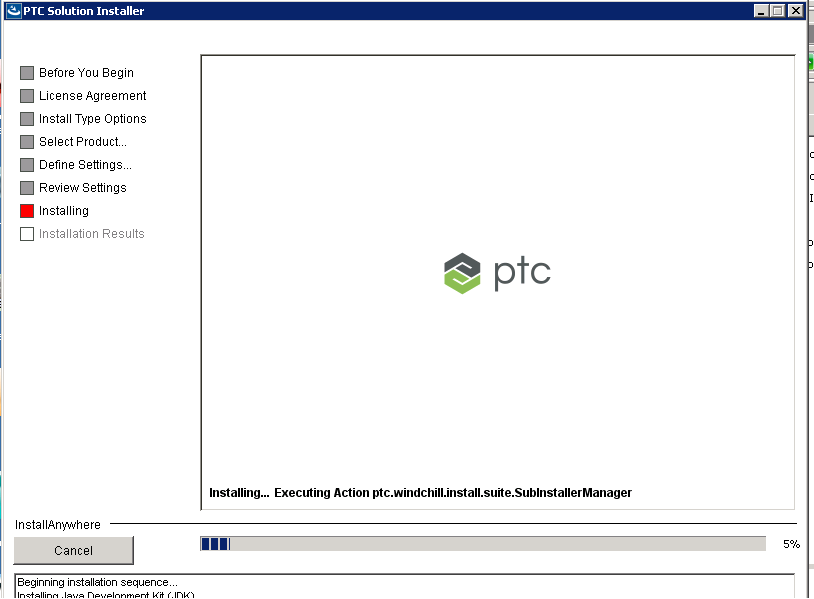 PTC Solution Installer
Before You Begin
License Agreement
Install Type Options
Select Product...
Define Settings...
Review Settings
Installing
Installation Results
ptc
Installing... Executing Action ptc.windchill.install.suite.SubInstallerManager
InstallAnywhere
Cancel
5%
Beginning installation sequence...
Installing Java Development Kit (JDK)